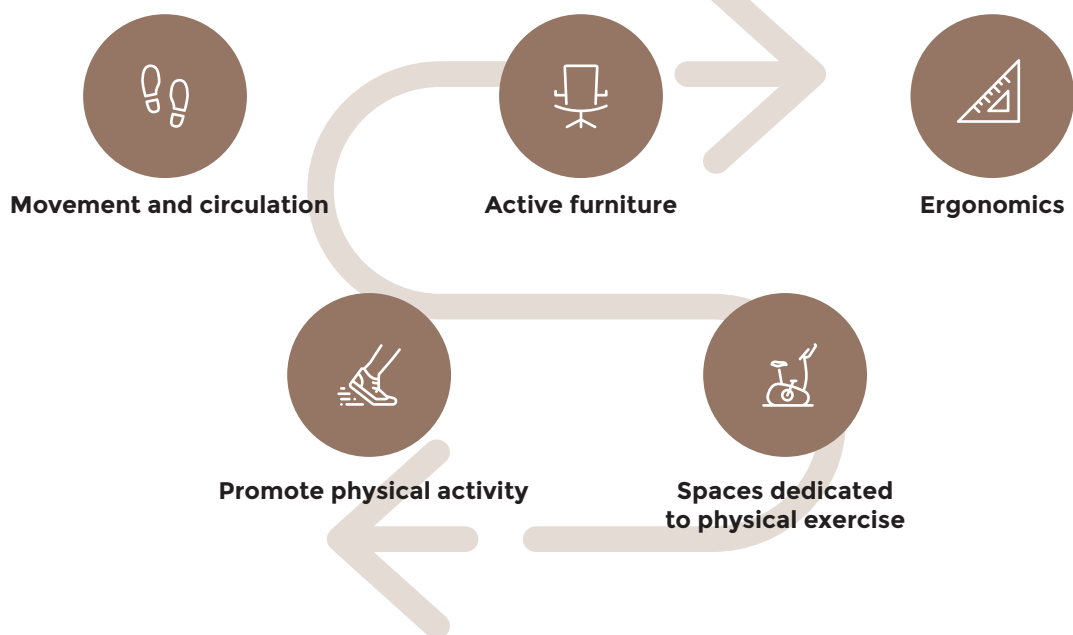 Movement and circulation
Active furniture
Ergonomics
Promote physical activity
Spaces dedicated
to physical exercise